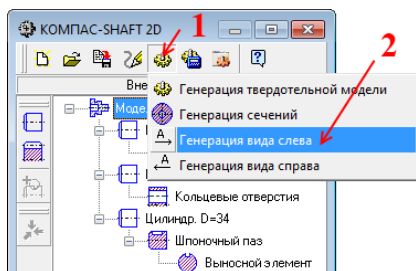 КОМПАС-SHAFT 2D
1
2
Вне
Генерация твердотельной модели
Моде
Генерация сечений
Генерация вида слева
Генерация вида справа
Кольцевые отверстия
Цилиндр. D=34
Шпоночный паз
Выносной элемент